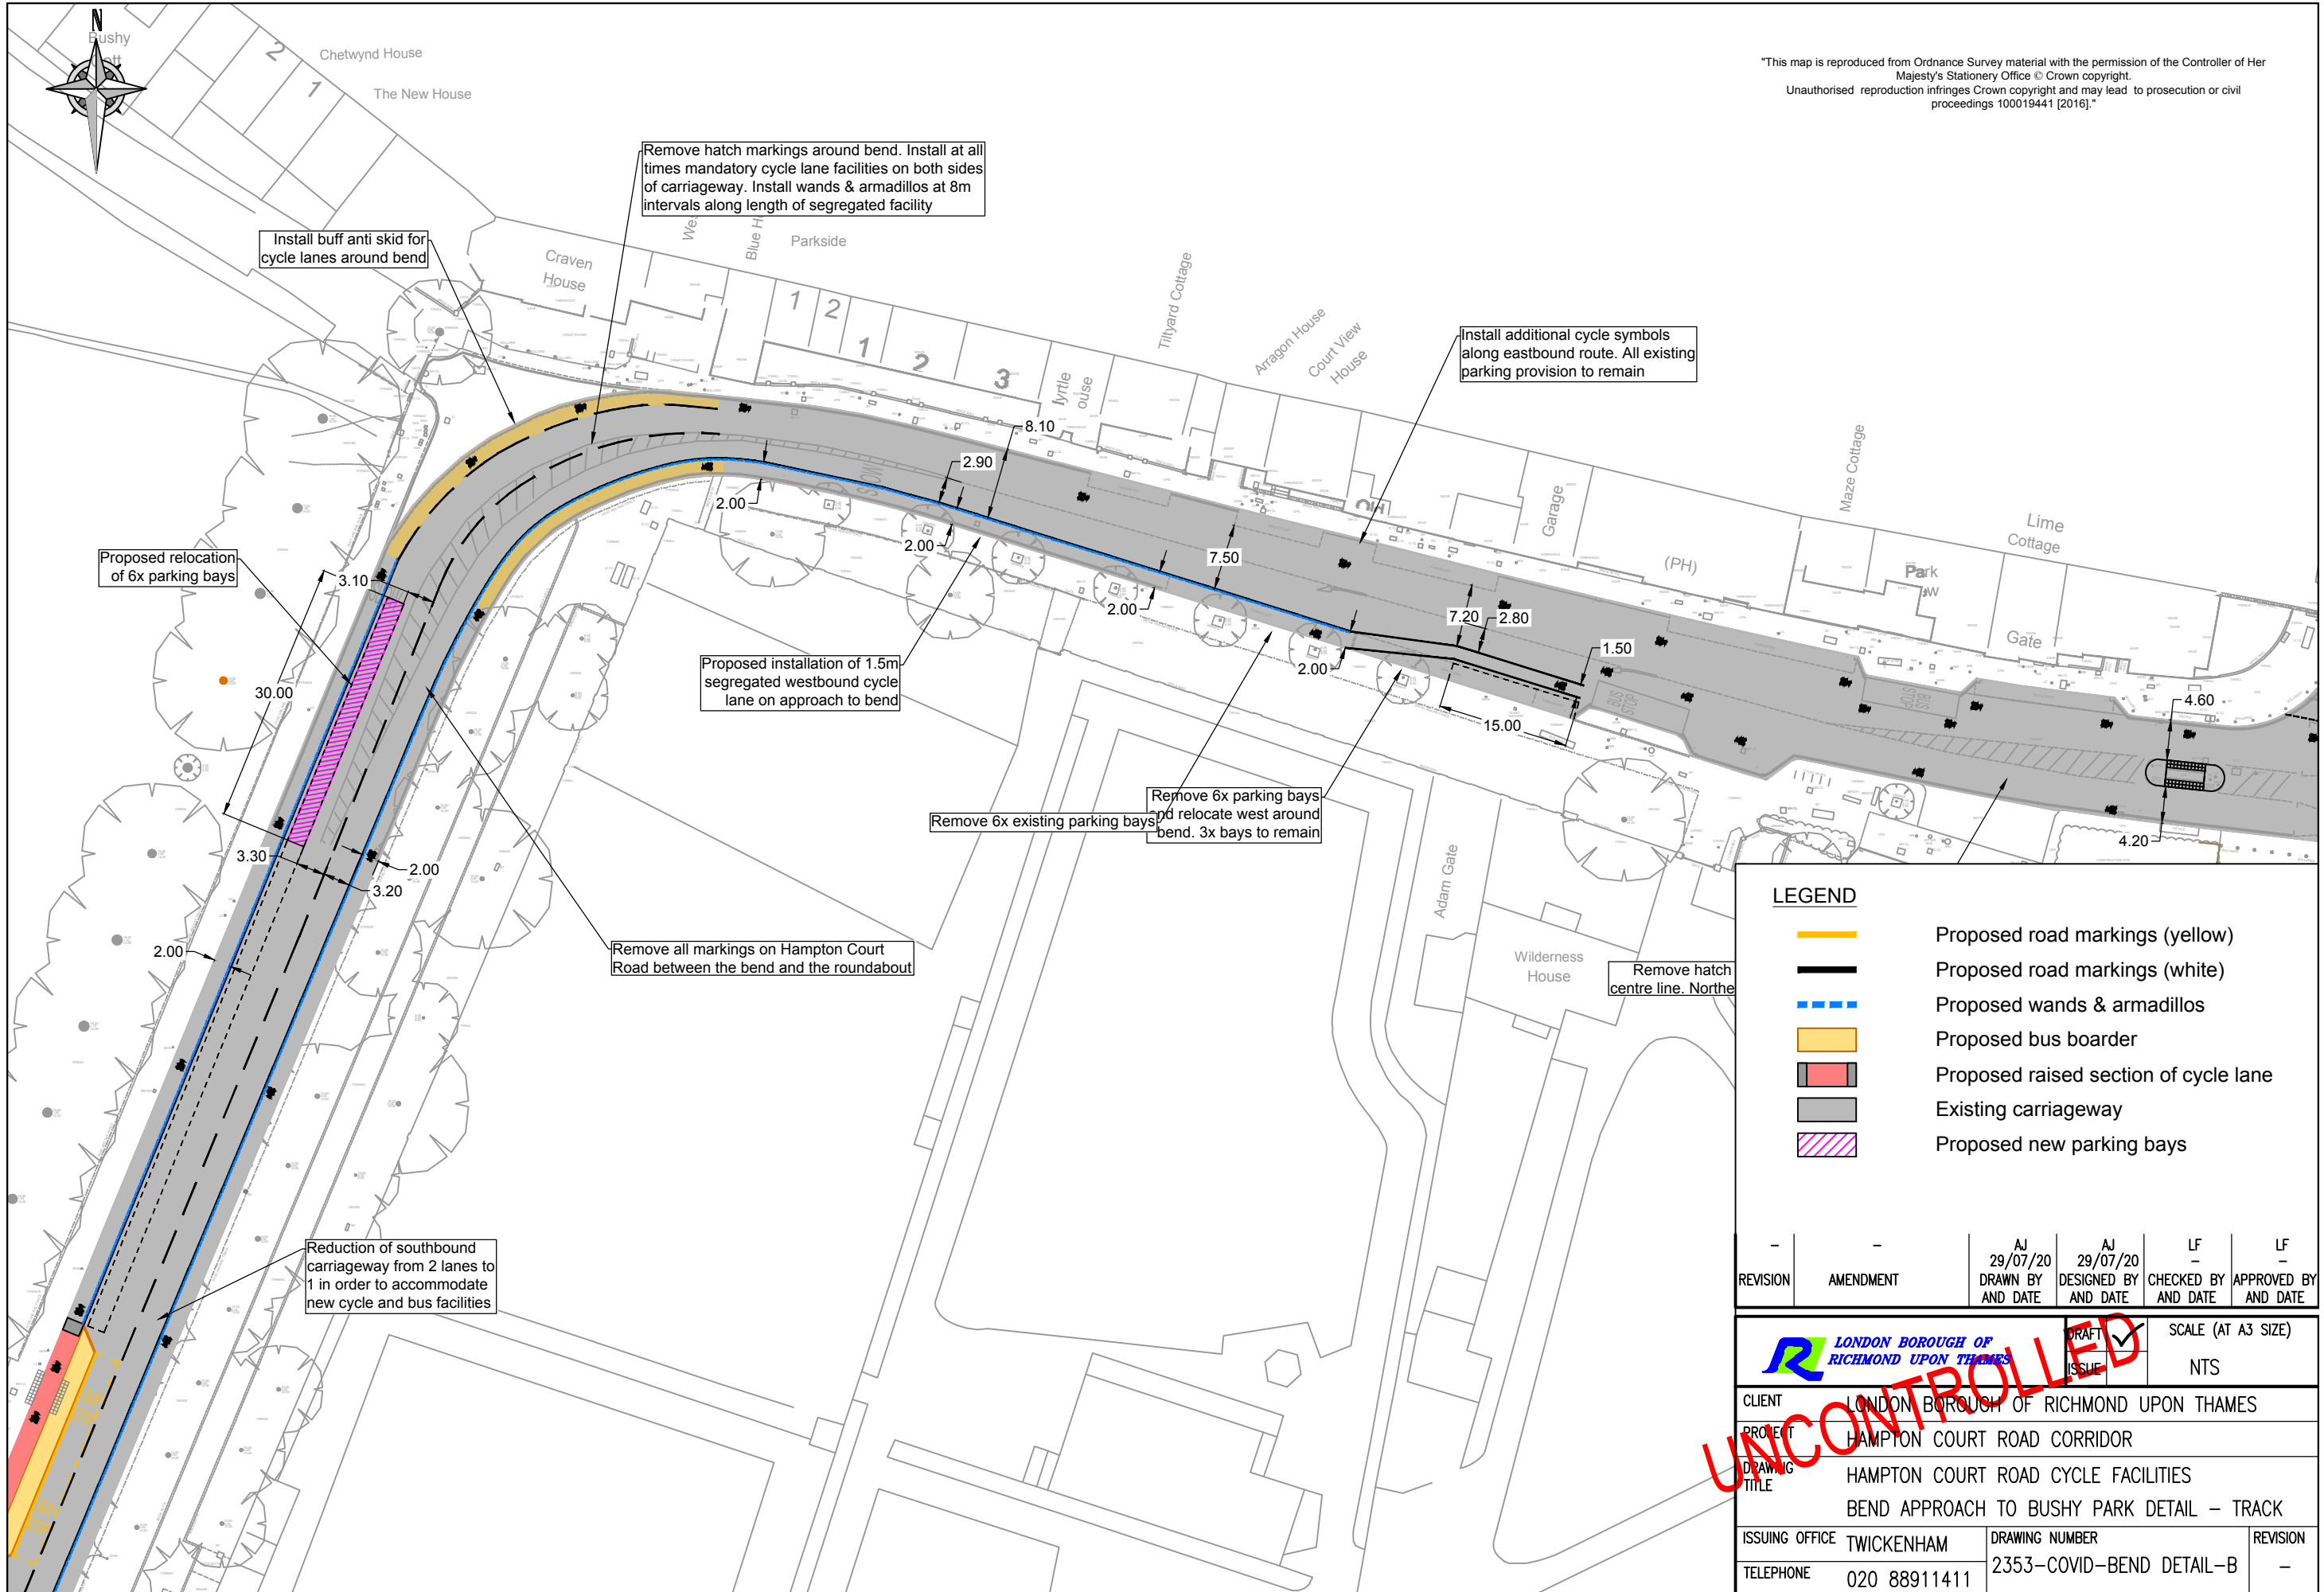 N
Bushy
2
1
Chetwynd House
The New House
"This map is reproduced from Ordnance Survey material with the permission of the Controller of Her
Majesty's Stationery Office © Crown copyright.
Unauthorised reproduction infringes Crown copyright and may lead to prosecution or civil
proceedings 100019441 [2016]."
Remove hatch markings around bend. Install at all
times mandatory cycle lane facilities on both sides
of carriageway. Install wands & armadillos at 8m
intervals along length of segregated facility
Install buff anti skid for
cycle lanes around bend
Craven
House
Parkside
1
2
1
2
3
Tiltyard Cottage
Arragon House
Court View
House
Install additional cycle symbols
along eastbound route. All existing
parking provision to remain
Garage
(PH)
Maze Cottage
Lime
Cottage
Park
Gate
8.10
2.90
2.00
2.00
7.50
2.00
7.20
2.80
2.00
1.50
15.00
4.60
4.20
Proposed relocation
of 6x parking bays
3.10
30.00
3.30
2.00
3.20
2.00
Proposed installation of 1.5m
segregated westbound cycle
lane on approach to bend
Remove 6x existing parking bays
Remove 6x parking bays
nd relocate west around
bend. 3x bays to remain
BUS
STOP
Adam Gate
Wilderness
House
Remove hatch
centre line. Northe
Remove all markings on Hampton Court
Road between the bend and the roundabout
Reduction of southbound
carriageway from 2 lanes to
1 in order to accommodate
new cycle and bus facilities
LEGEND
Proposed road markings (yellow)
Proposed road markings (white)
Proposed wands & armadillos
Proposed bus boarder
Proposed raised section of cycle lane
Existing carriageway
Proposed new parking bays
– – AJ AJ LF LF
29/07/20 29/07/20 – –
REVISION AMENDMENT DRAWN BY DESIGNED BY CHECKED BY APPROVED BY
AND DATE AND DATE AND DATE AND DATE
LONDON BOROUGH OF
RICHMOND UPON THAMES
DRAFT
ISSUE
SCALE (AT A3 SIZE)
NTS
UNCONTROLLED
CLIENT LONDON BOROUGH OF RICHMOND UPON THAMES
PROJECT HAMPTON COURT ROAD CORRIDOR
DRAWING
TITLE
HAMPTON COURT ROAD CYCLE FACILITIES
BEND APPROACH TO BUSHY PARK DETAIL – TRACK
ISSUING OFFICE TWICKENHAM
TELEPHONE 020 88911411
DRAWING NUMBER
2353–COVID–BEND DETAIL–B
REVISION
–